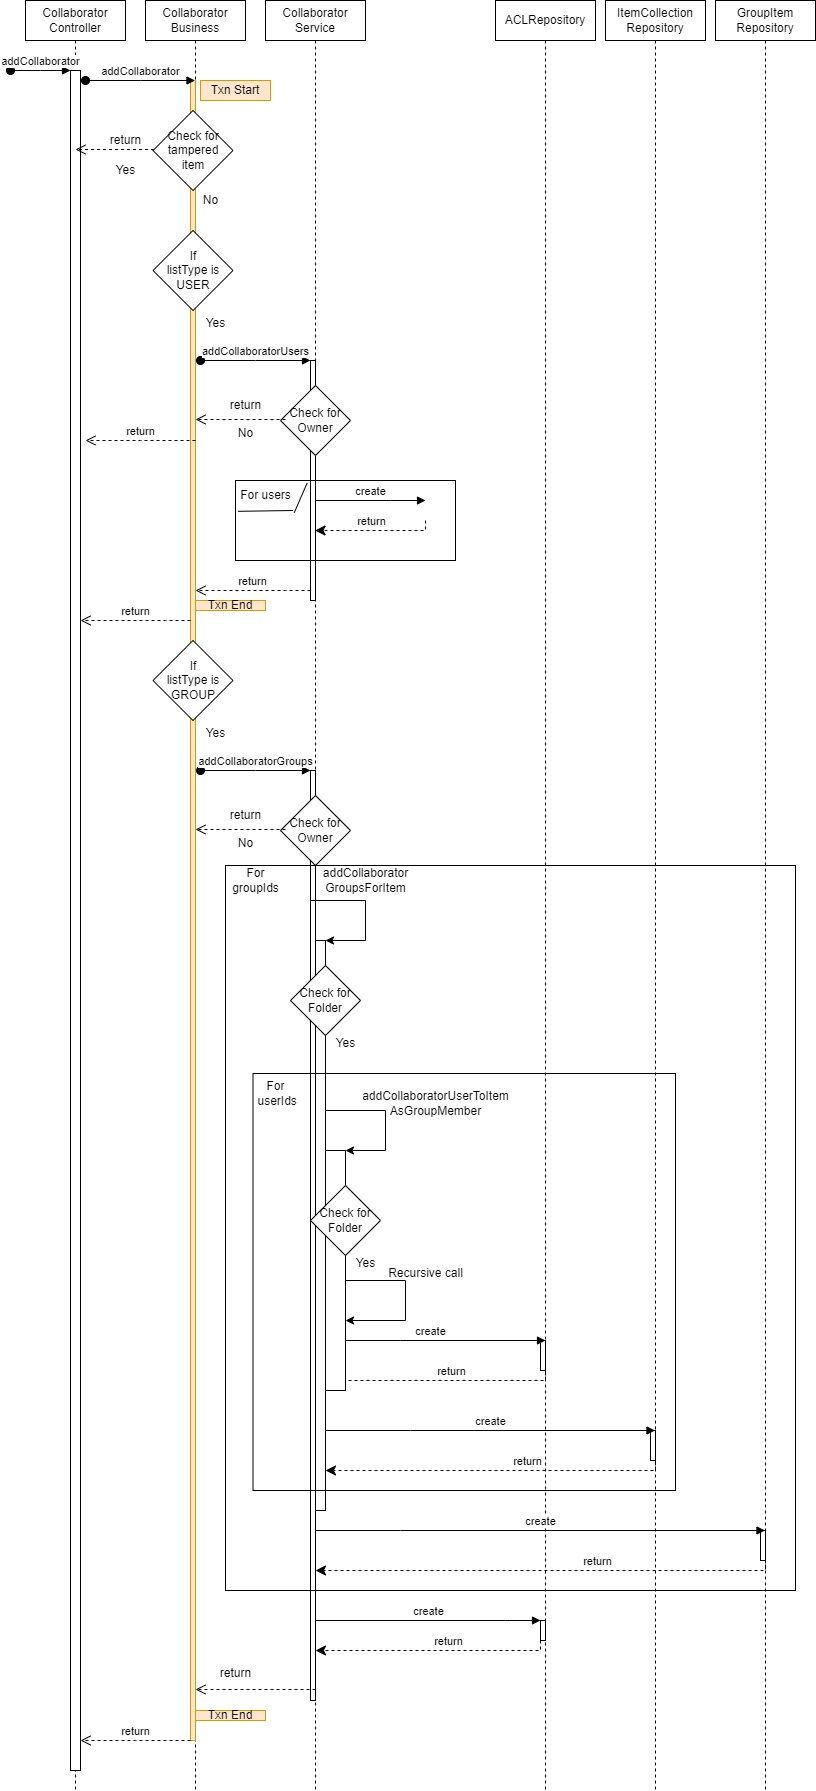 Collaborator
Controller
Collaborator
Business
Collaborator
Service
ACLRepository
ItemCollection
Repository
GroupItem
Repository
addCollaborator
addCollaborator
Txn Start
Check for
tampered
item
return
Yes
No
If
listType is
USER
Yes
addCollaboratorUsers
Check for
Owner
return
No
return
For users
create
return
return
Txn End
return
If
listType is
GROUP
Yes
addCollaboratorGroups
Check for
Owner
return
No
For
groupIds
addCollaborator
GroupsForItem
Check for
Folder
Yes
For
userIds
addCollaboratorUserToItem
AsGroupMember
Check for
Folder
Yes
Recursive call
create
return
create
return
create
return
create
return
return
Txn End
return